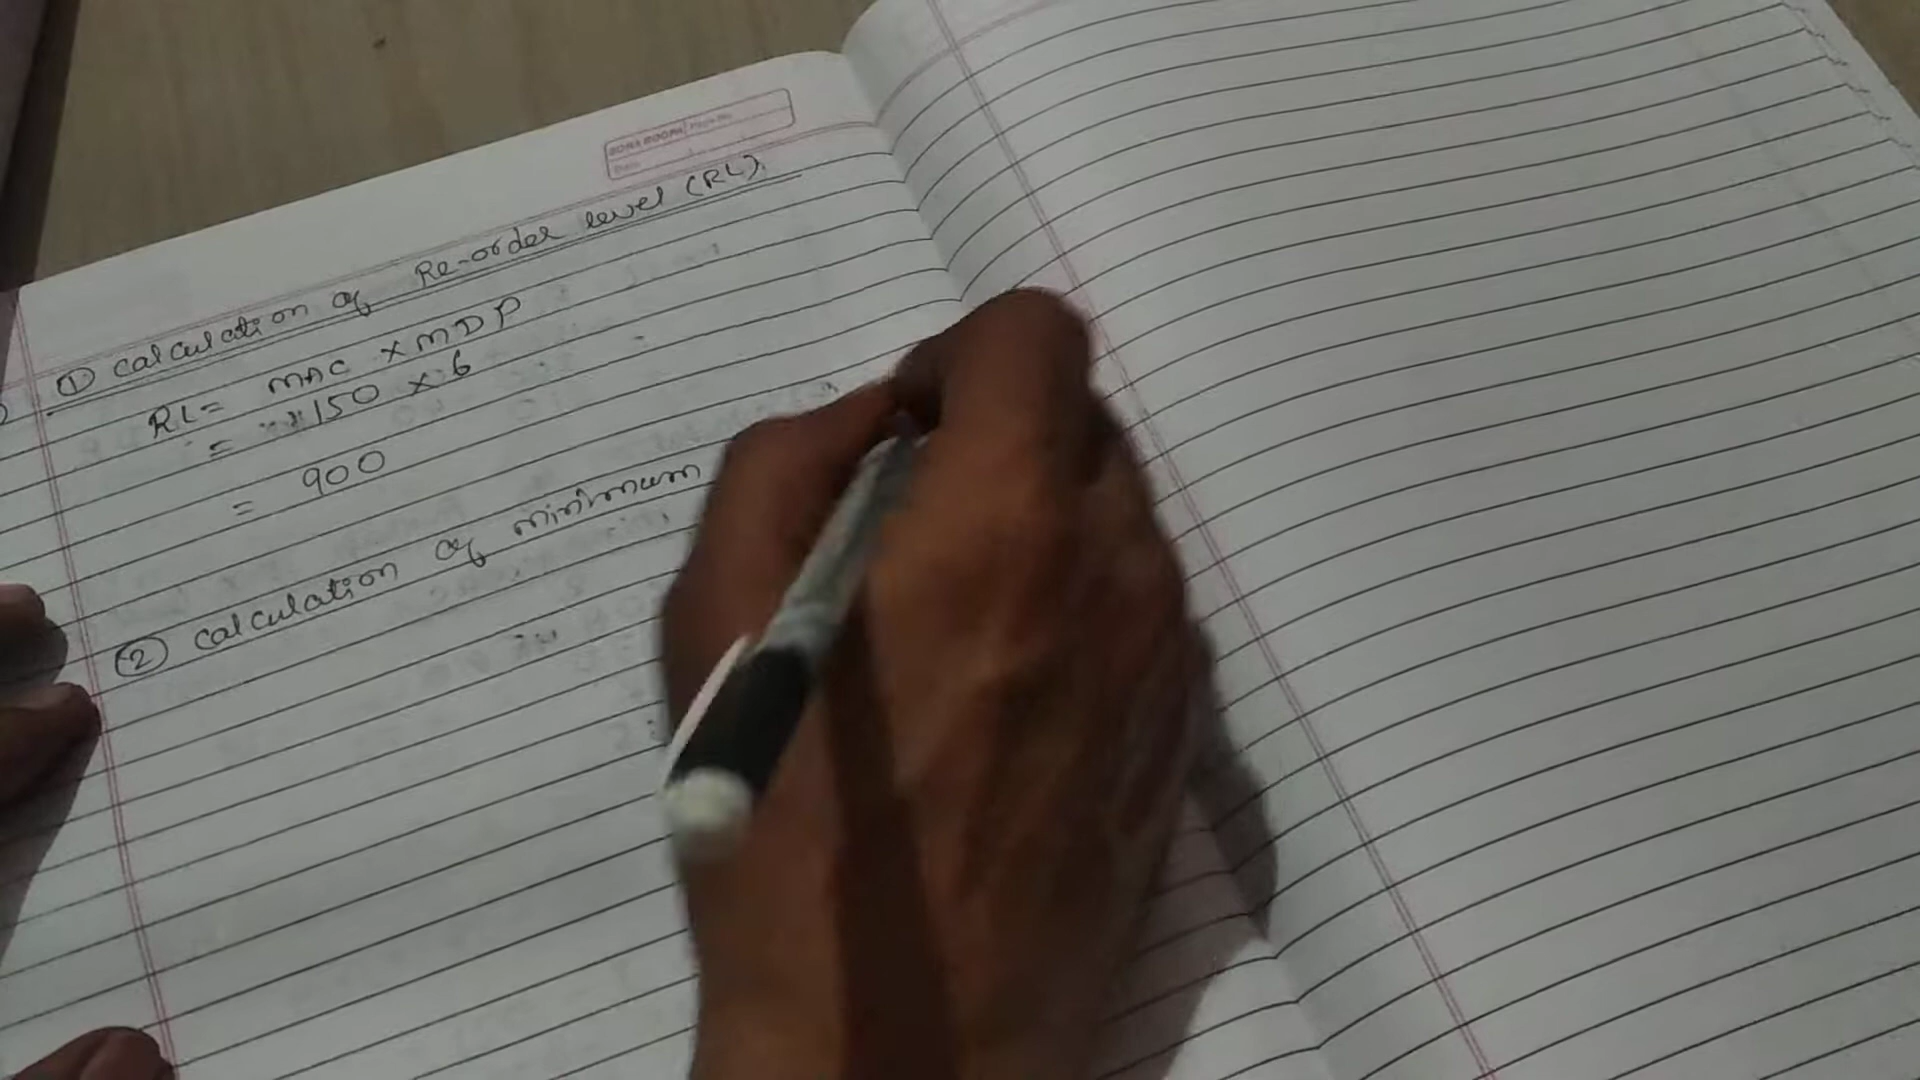 ① calculation of Re-order level (RL).
RL = MAC × MDP
= 150 × 6
= 900
② calculation of minimum